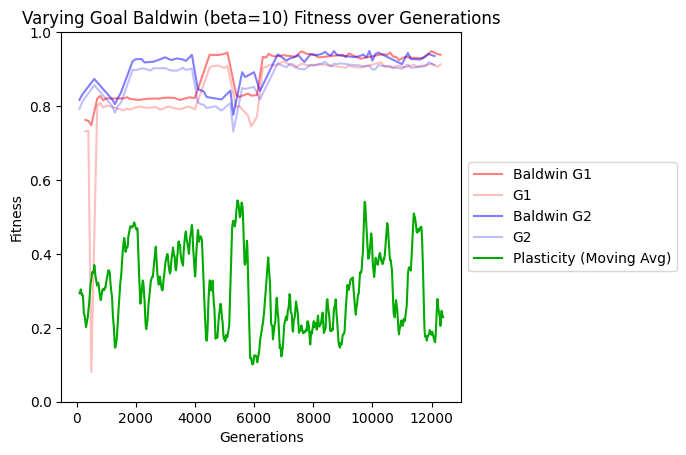 Varying Goal Baldwin (beta=10) Fitness over Generations
1.0
0.8
0.6
0.4
0.2
0.0
Fitness
0 2000 4000 6000 8000 10000 12000
Generations
Baldwin G1
G1
Baldwin G2
G2
Plasticity (Moving Avg)